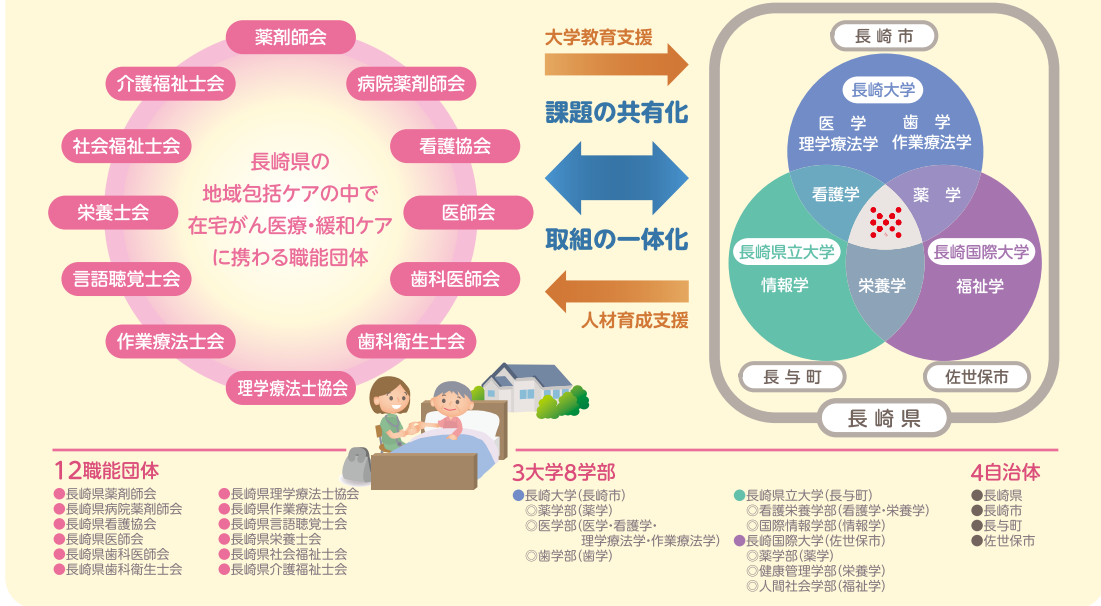 薬剤師会
病院薬剤師会
看護協会
医師会
歯科医師会
歯科衛生士会
理学療法士協会
作業療法士会
言語聴覚士会
栄養士会
社会福祉士会
介護福祉士会
長崎県の
地域包括ケアの中で
在宅がん医療・緩和ケア
に携わる職能団体
大学教育支援
課題の共有化
取組の一体化
人材育成支援
長崎市
長崎大学
医学 歯学
理学療法学 作業療法学
看護学 薬学
長崎県立大学 長崎国際大学
情報学 栄養学 福祉学
長与町 佐世保市
長崎県
12職能団体
●長崎県薬剤師会
●長崎県病院薬剤師会
●長崎県看護協会
●長崎県医師会
●長崎県歯科医師会
●長崎県歯科衛生士会
●長崎県理学療法士協会
●長崎県作業療法士会
●長崎県言語聴覚士会
●長崎県栄養士会
●長崎県社会福祉士会
●長崎県介護福祉士会
3大学8学部
●長崎大学(長崎市)
◎薬学部(薬学)
◎医学部(医学・看護学・
理学療法学・作業療法学)
◎歯学部(歯学)
●長崎県立大学(長与町)
◎看護栄養学部(看護学・栄養学)
◎国際情報学部(情報学)
●長崎国際大学(佐世保市)
◎薬学部(薬学)
◎健康管理学部(栄養学)
◎人間社会学部(福祉学)
4自治体
●長崎県
●長崎市
●長与町
●佐世保市